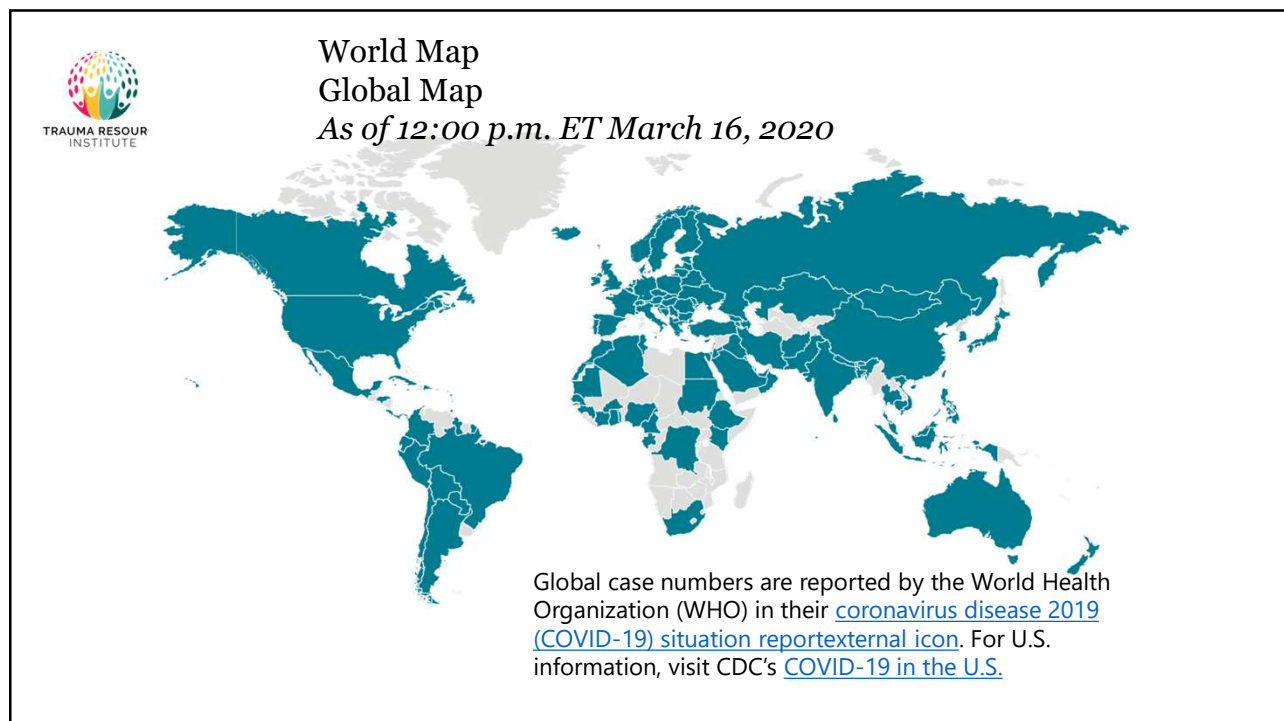 TRAUMA RESOUR
INSTITUTE
World Map
Global Map
As of 12:00 p.m. ET March 16, 2020
Global case numbers are reported by the World Health
Organization (WHO) in their coronavirus disease 2019
(COVID-19) situation reportexternal icon. For U.S.
information, visit CDC’s COVID-19 in the U.S.